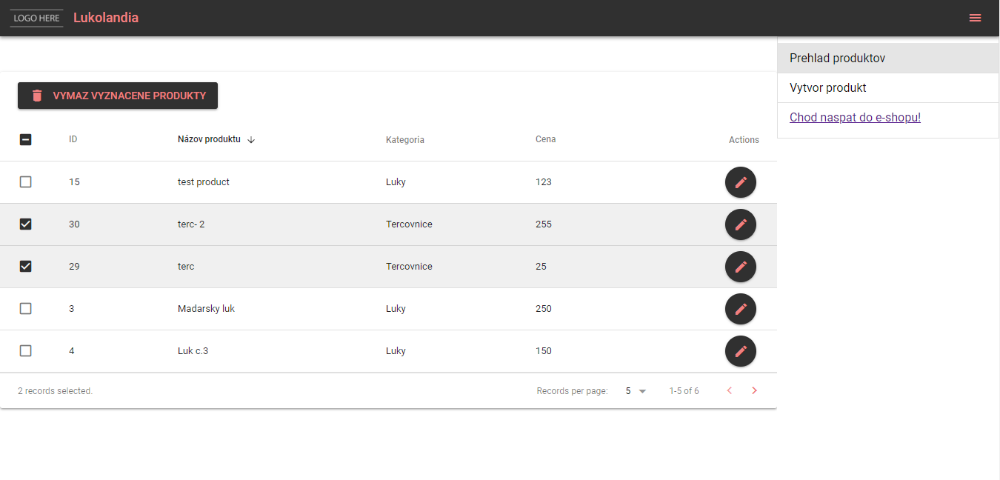 LOGO HERE Lukolandia
Prehlad produktov
Vytvor produkt
Chod naspat do e-shopu!
VYMAZ VYZNACENE PRODUKTY
ID Názov produktu Kategoria Cena Actions
15 test product Luky 123
30 terc- 2 Tercovnice 255
29 terc Tercovnice 25
3 Madarsky luk Luky 250
4 Luk c.3 Luky 150
2 records selected. Records per page: 5 1-5 of 6